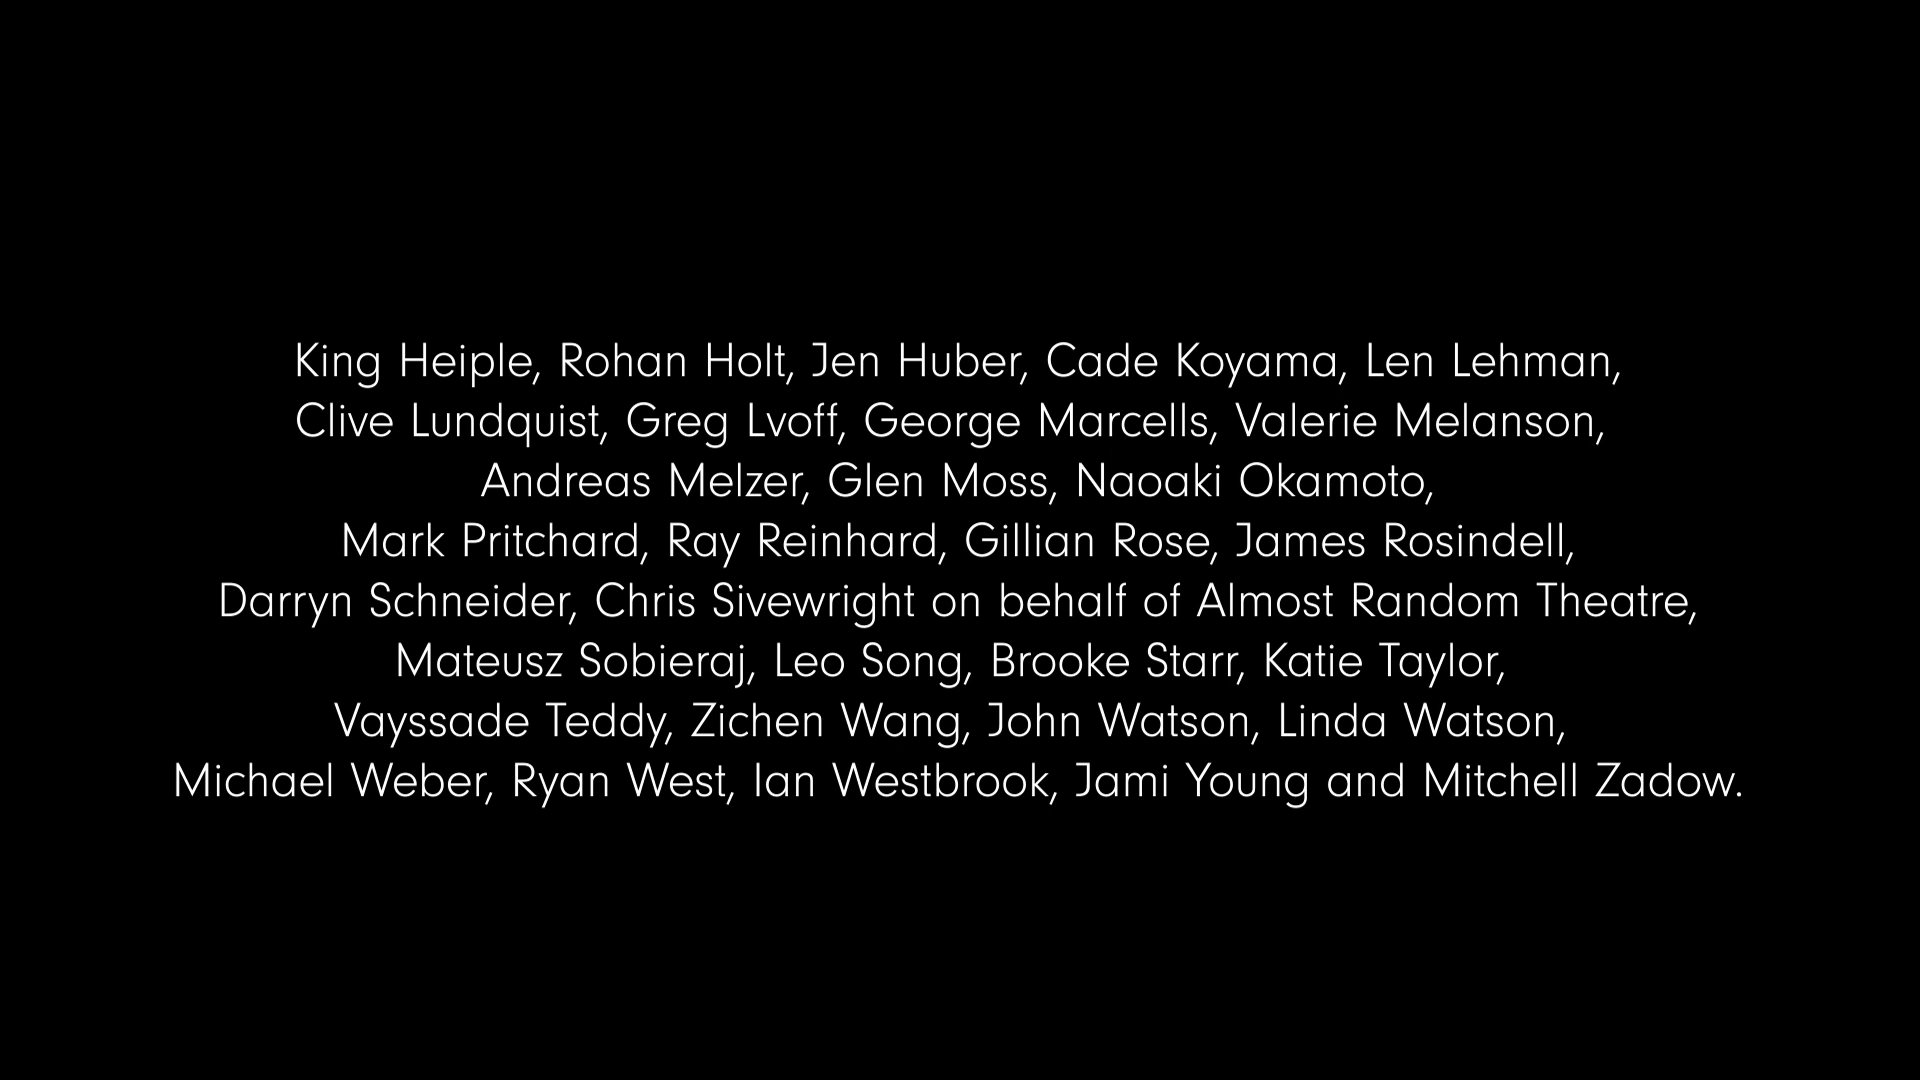 King Heiple, Rohan Holt, Jen Huber, Cade Koyama, Len Lehman,
Clive Lundquist, Greg Lvoff, George Marcells, Valerie Melanson,
Andreas Melzer, Glen Moss, Naoaki Okamoto,
Mark Pritchard, Ray Reinhard, Gillian Rose, James Rosindell,
Darryn Schneider, Chris Sivewright on behalf of Almost Random Theatre,
Mateusz Sobieraj, Leo Song, Brooke Starr, Katie Taylor,
Vayssade Teddy, Zichen Wang, John Watson, Linda Watson,
Michael Weber, Ryan West, Ian Westbrook, Jami Young and Mitchell Zadow.